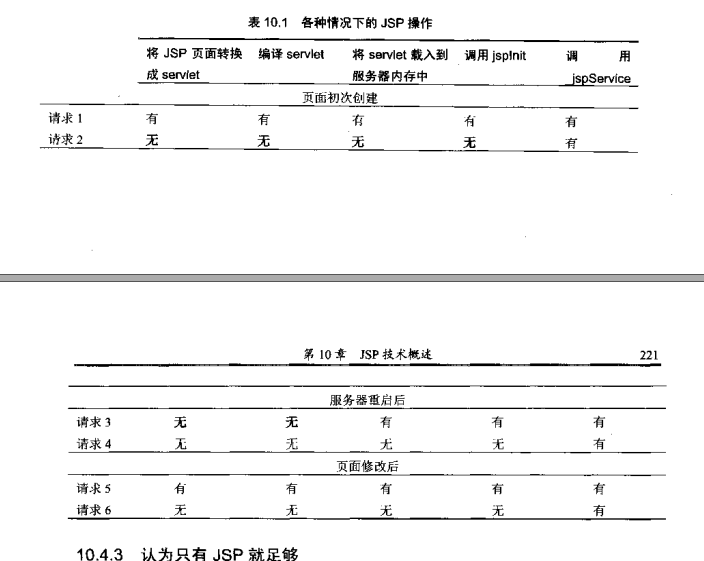 表 10.1 各种情况下的 JSP 操作
将 JSP 页面转换 编译 servlet 将 servlet 载入到 调用 jspInit 调 用
成 servlet 服务器内存中 jspService
页面初次创建
请求 1 有 有 有 有 有
请求 2 无 无 无 无 有
第 10 章 JSP 技术概述 221
服务器重启后
请求 3 无 无 有 有 有
请求 4 无 无 无 无 有
页面修改后
请求 5 有 有 有 有 有
请求 6 无 无 无 无 有
10.4.3 认为只有 JSP 就足够